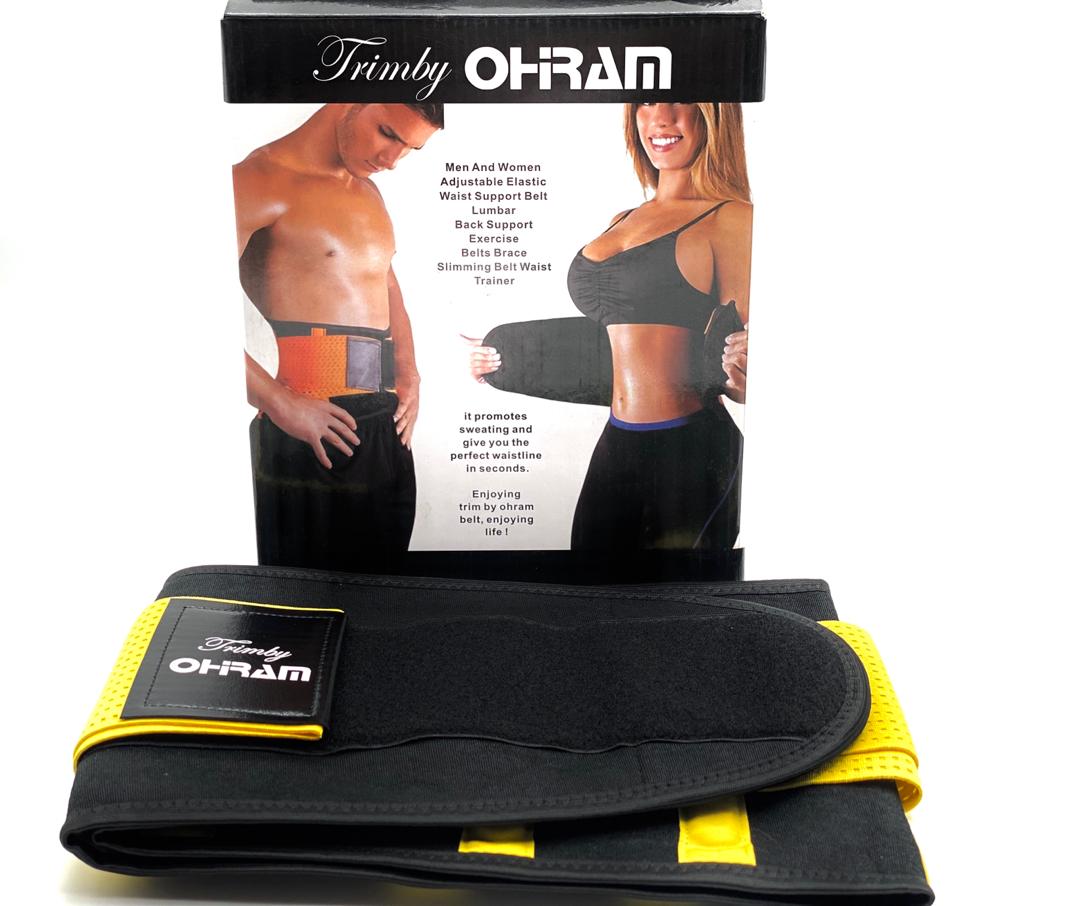 Trimby OHRAM
Men And Women
Adjustable Elastic
Waist Support Belt
Lumbar
Back Support
Exercise
Belts Brace
Slimming Belt Waist
Trainer
it promotes
sweating and
give you the
perfect waistline
in seconds.
Enjoying
trim by ohram
belt, enjoying
life !
Trimby
OHRAM